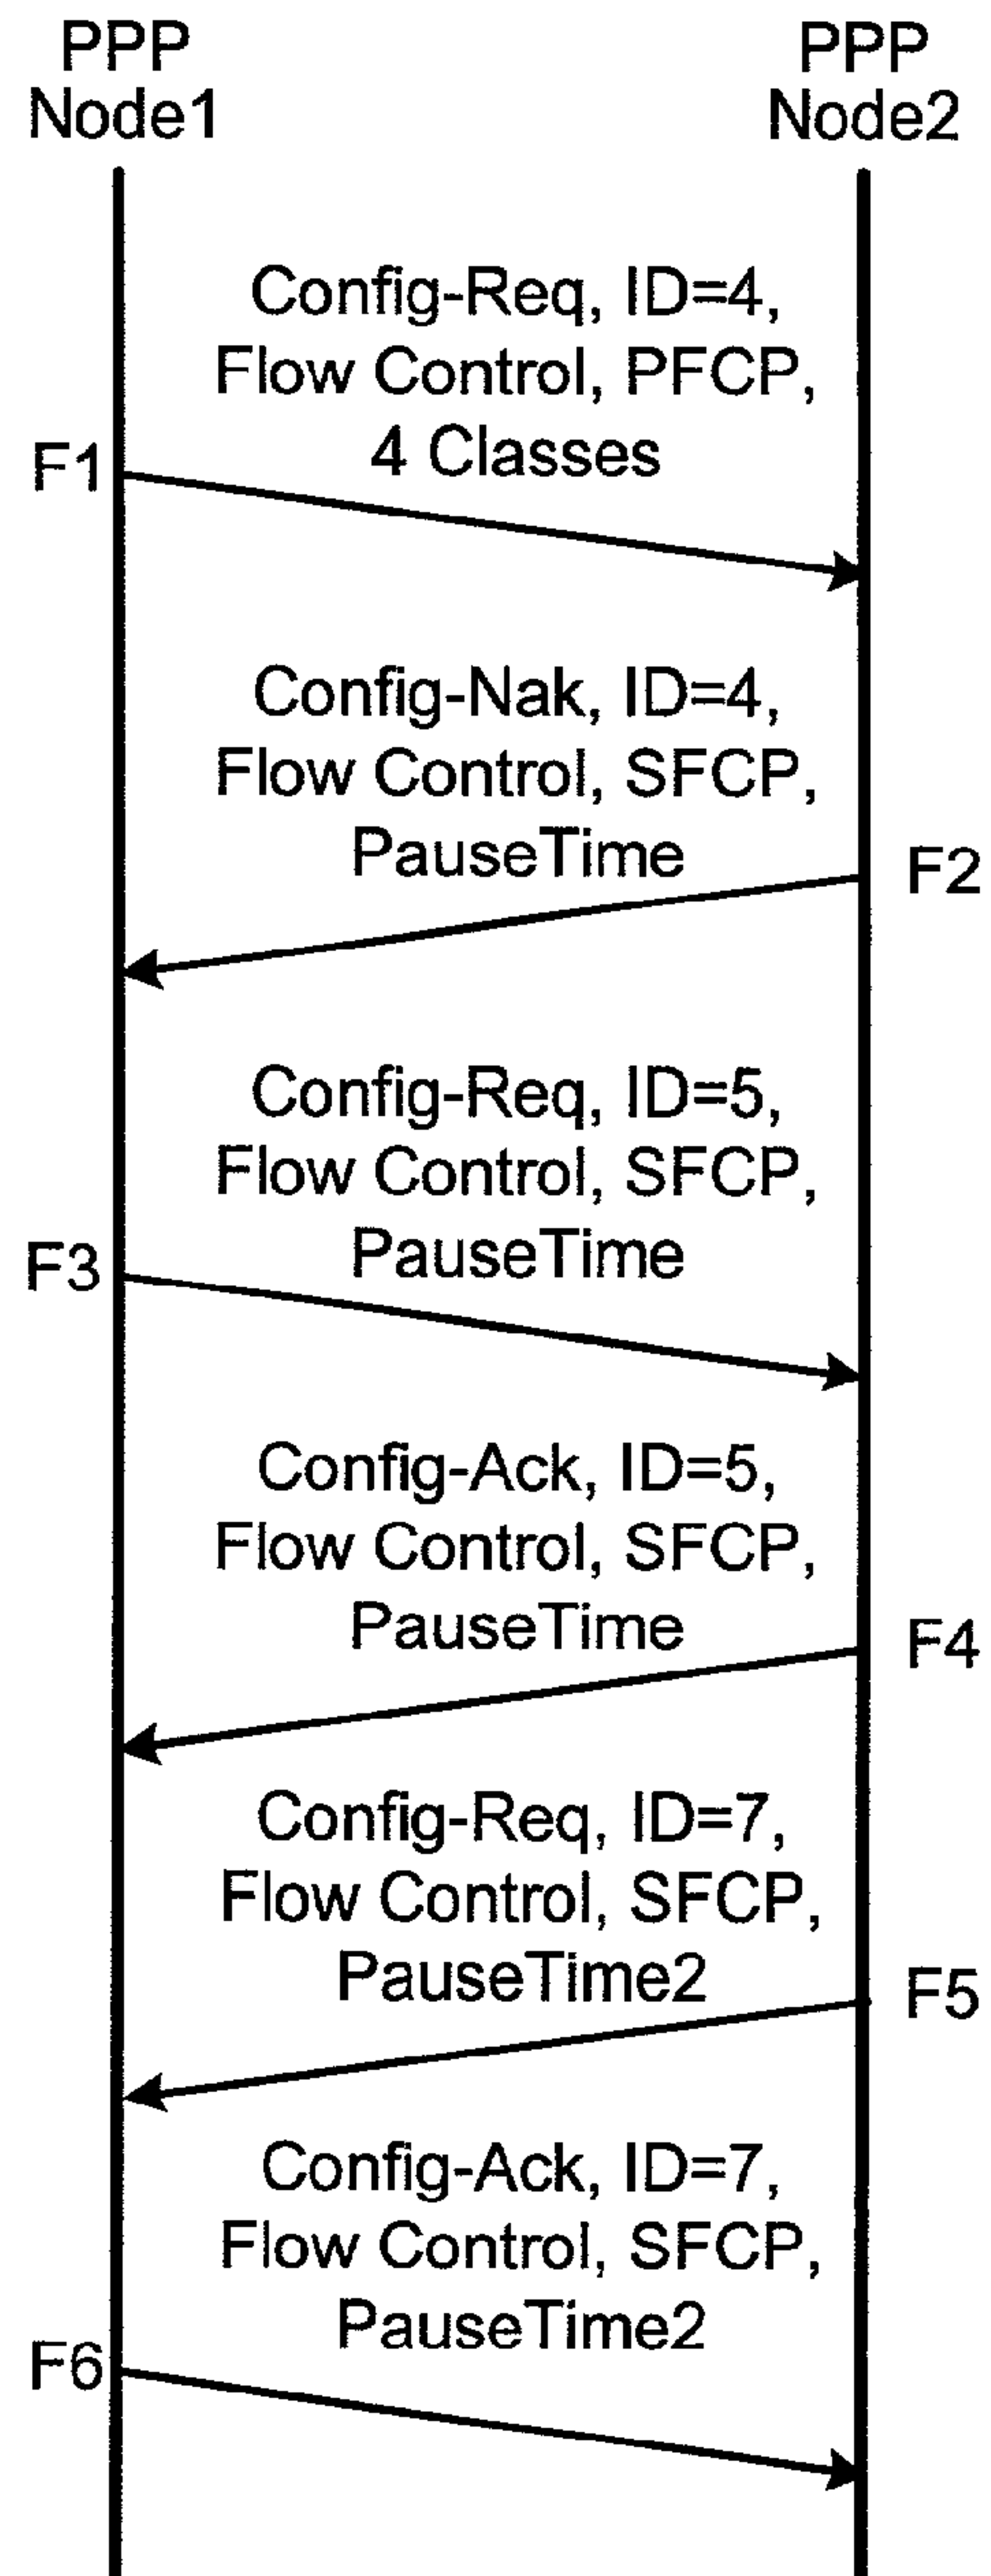 PPP
Node1
PPP
Node2
Config-Req, ID=4,
Flow Control, PFCP,
4 Classes
F1
Config-Nak, ID=4,
Flow Control, SFCP,
PauseTime
F2
Config-Req, ID=5,
Flow Control, SFCP,
PauseTime
F3
Config-Ack, ID=5,
Flow Control, SFCP,
PauseTime
F4
Config-Req, ID=7,
Flow Control, SFCP,
PauseTime2
F5
Config-Ack, ID=7,
Flow Control, SFCP,
PauseTime2
F6